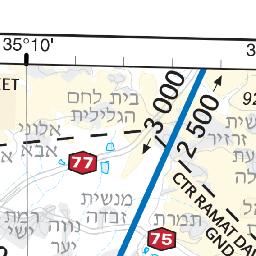 35°10'
3
EET
3 000
2 500
92
בית לחם
הגלילית
אלוני
אבא
זרזיר
77
מנשית
זבדה
CTR RAMAT DA
GND
רמת
ישי
נווה
יער
תמרת
75